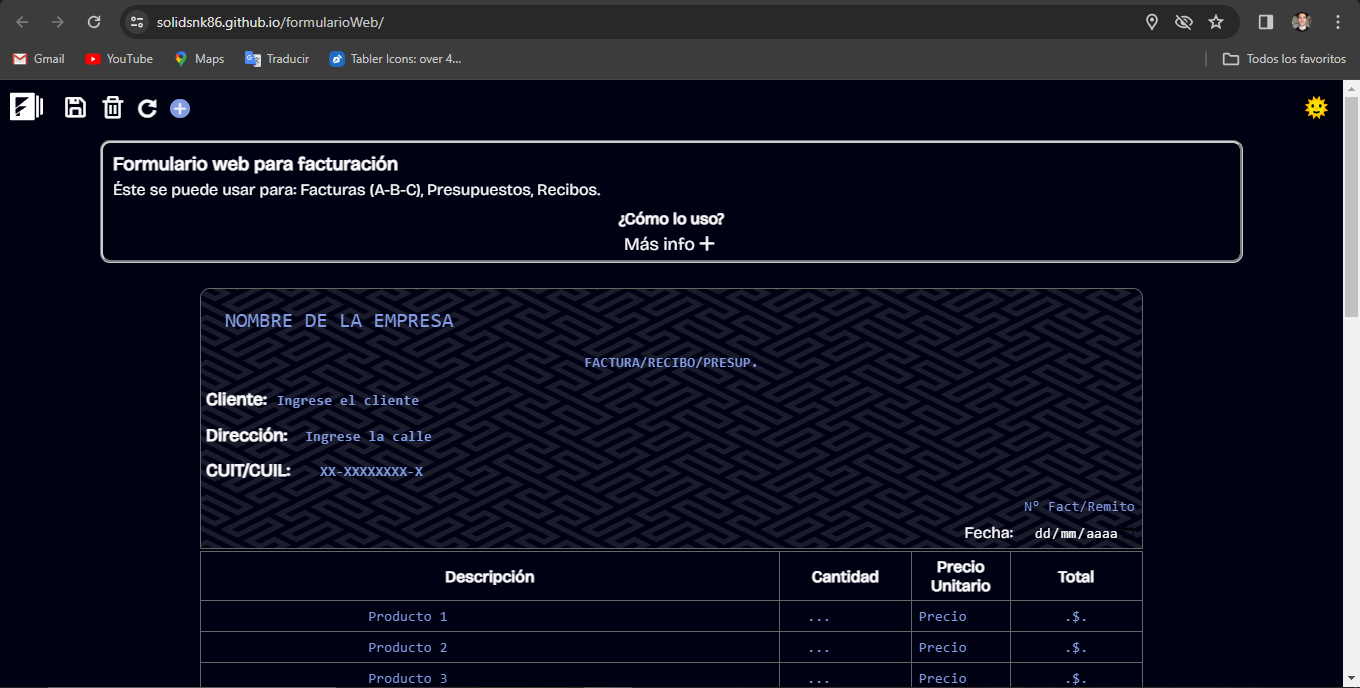 solidsnk86.github.io/formularioWeb/
Gmail YouTube Maps Traducir Tabler Icons: over 4... Todos los favoritos
Formulario web para facturación
Éste se puede usar para: Facturas (A-B-C), Presupuestos, Recibos.
¿Cómo lo uso?
Más info +
NOMBRE DE LA EMPRESA
FACTURA/RECIBO/PRESUP.
Cliente: Ingrese el cliente
Dirección: Ingrese la calle
CUIT/CUIL: XX-XXXXXXXX-X
Nº Fact/Remito
Fecha: dd/mm/aaaa
Descripción Cantidad Precio Unitario Total
Producto 1 ... Precio .$.
Producto 2 ... Precio .$.
Producto 3 ... Precio .$.